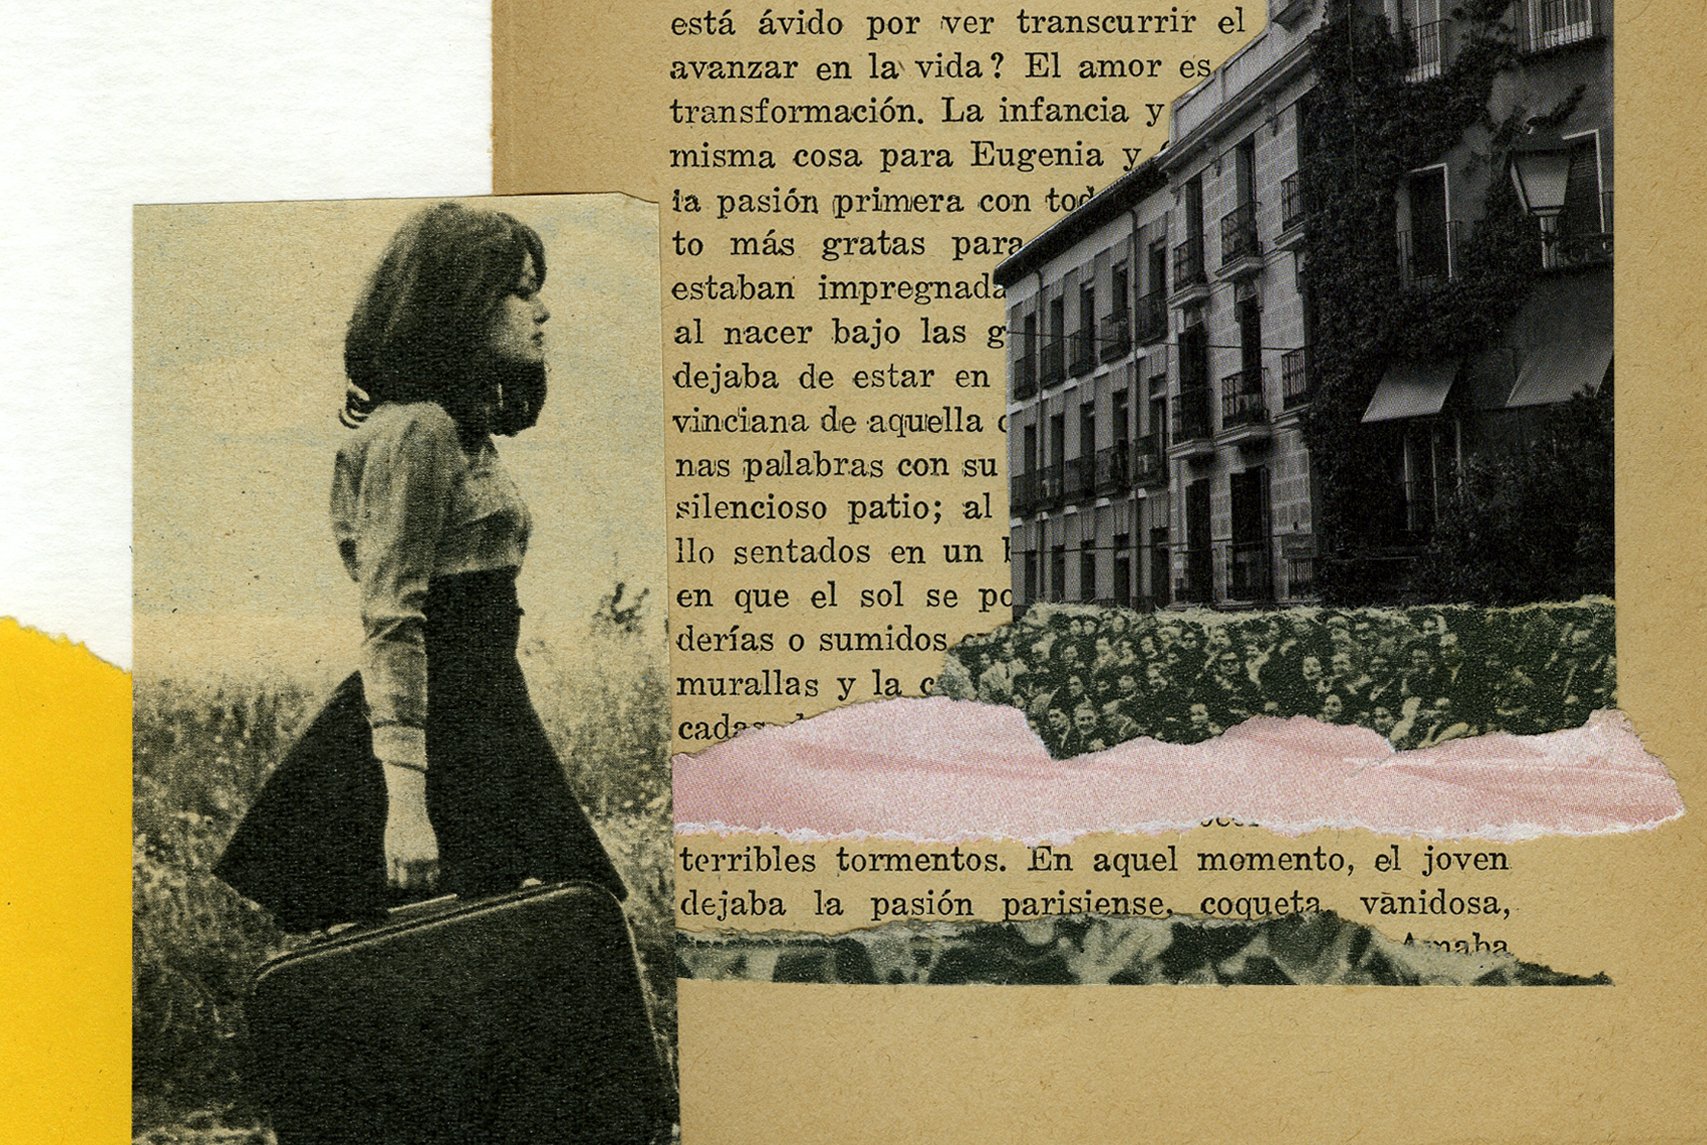 está ávido por ver transcurrir el
avanzar en la vida? El amor es
transformación. La infancia y
misma cosa para Eugenia y
la pasión primera con
to más gratas para
estaban
al nacer bajo las
dejaba de estar en
vinciana de aquella
nas palabras con su
silencioso patio; al
llo sentados en un
en que el sol se
derías o sumidos
murallas y la
terribles tormentos. En aquel momento, el joven
dejaba la pasión parisiense, coqueta, vanidosa,
Amaba